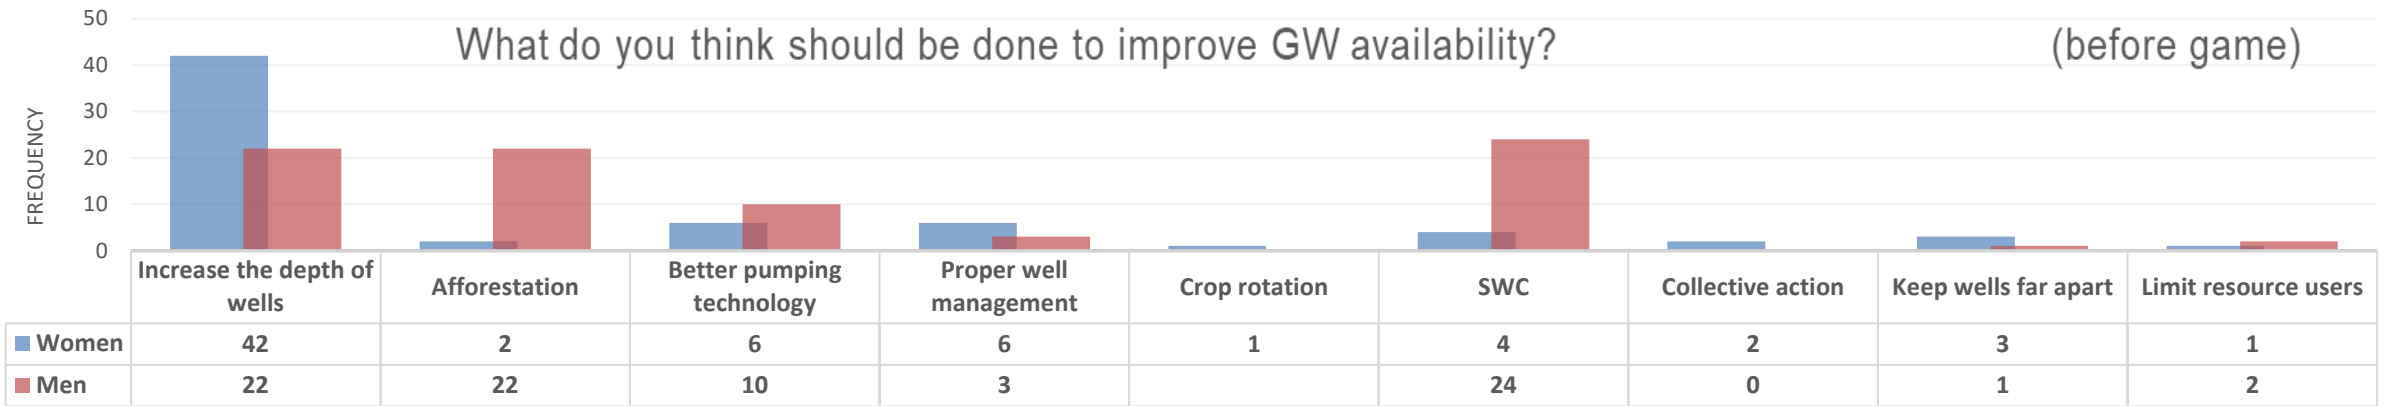 What do you think should be done to improve GW availability? (before game)
50
40
30
20
10
0
FREQUENCY
Increase the depth of wells Afforestation Better pumping technology Proper well management Crop rotation SWC Collective action Keep wells far apart Limit resource users
Women 42 2 6 6 1 4 2 3 1
Men 22 22 10 3 24 0 1 2